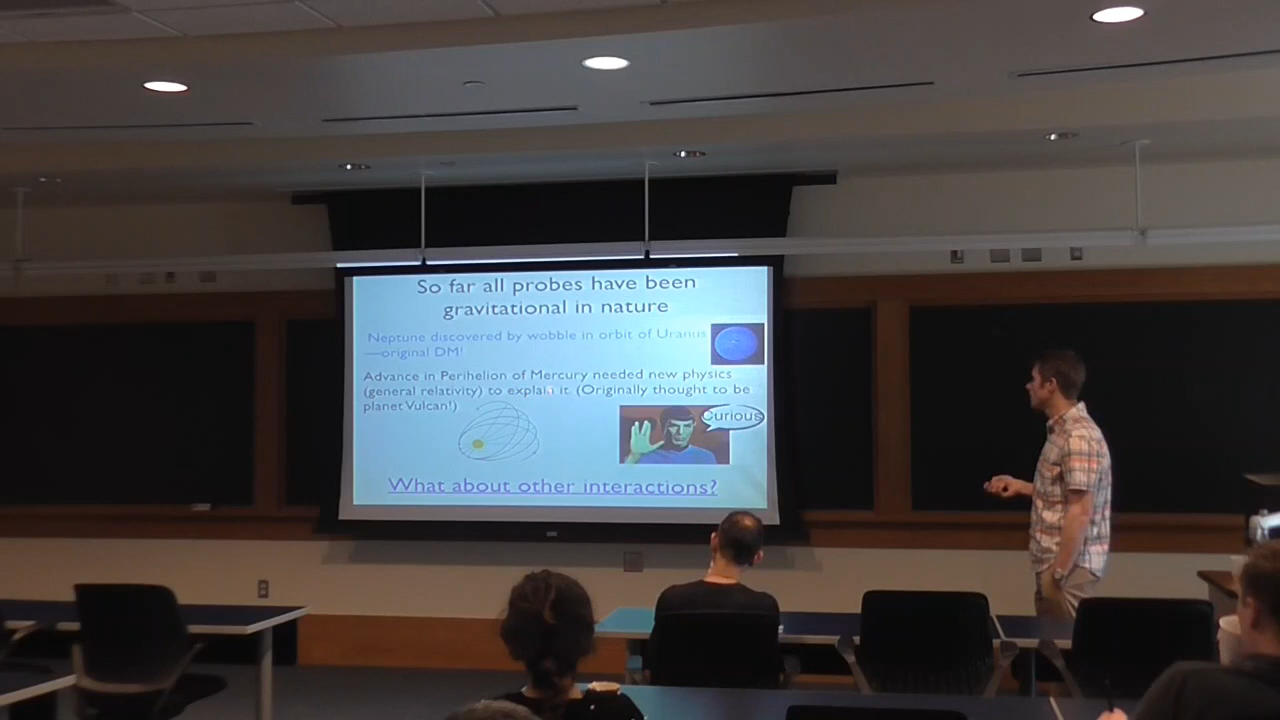 So far all probes have been
gravitational in nature
Neptune discovered by wobble in orbit of Uranus
—original DM!
Advance in Perihelion of Mercury needed new physics
(general relativity) to explain it. (Originally thought to be
planet Vulcan!)
Curious
What about other interactions?